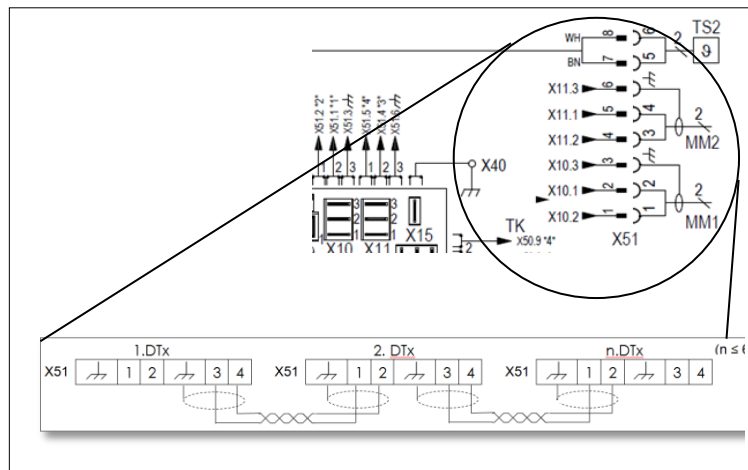 WH 8 6 2 TS2
ϑ
BN 7 5
X11.3 6
X11.1 5 4 2
X11.2 4 3 MM2
X10.3 3
X10.1 2 2 2
X10.2 1 1 MM1
X51
X51.2 "2"
X51.1 "1"
X51.3
X51.5 "4"
X51.4 "3"
X51.6
1 2 3 1 2 3
X40
3 3
2 2
1 1 1
X10 X11 X15
TK
X50.9 "4"
2
1.DTx 2. DTx n.DTx (n ≤ 6
X51 1 2 3 4 X51 1 2 3 4 X51 1 2 3 4